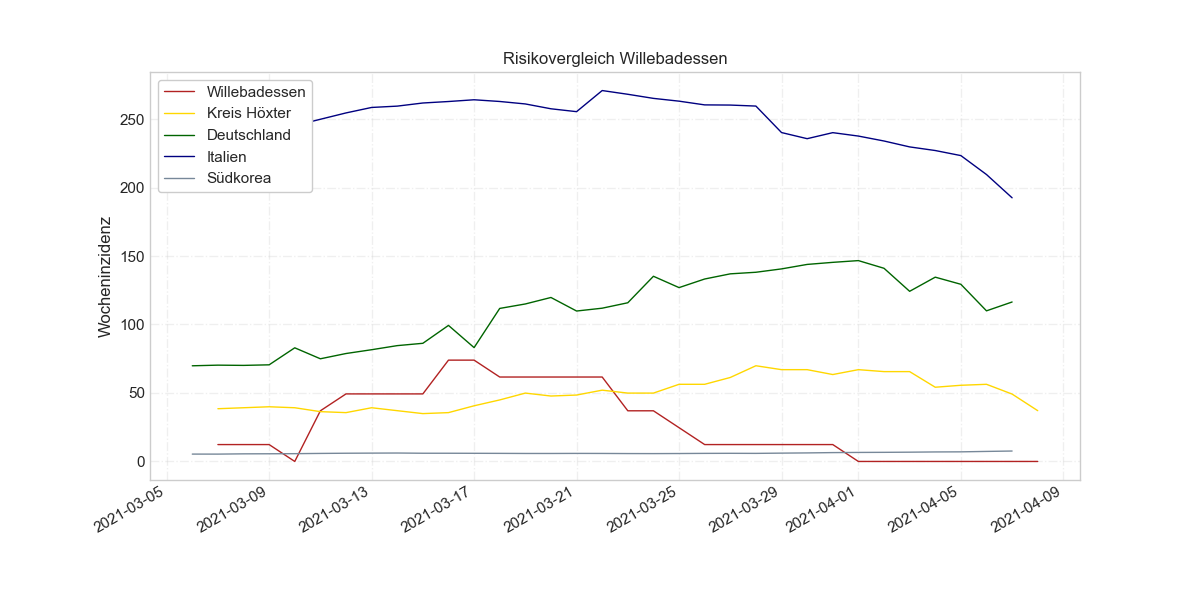 Risikovergleich Willebadessen
Willebadessen
Kreis Höxter
Deutschland
Italien
Südkorea
Wocheninzidenz
250
200
150
100
50
0
2021-03-05
2021-03-09
2021-03-13
2021-03-17
2021-03-21
2021-03-25
2021-03-29
2021-04-01
2021-04-05
2021-04-09